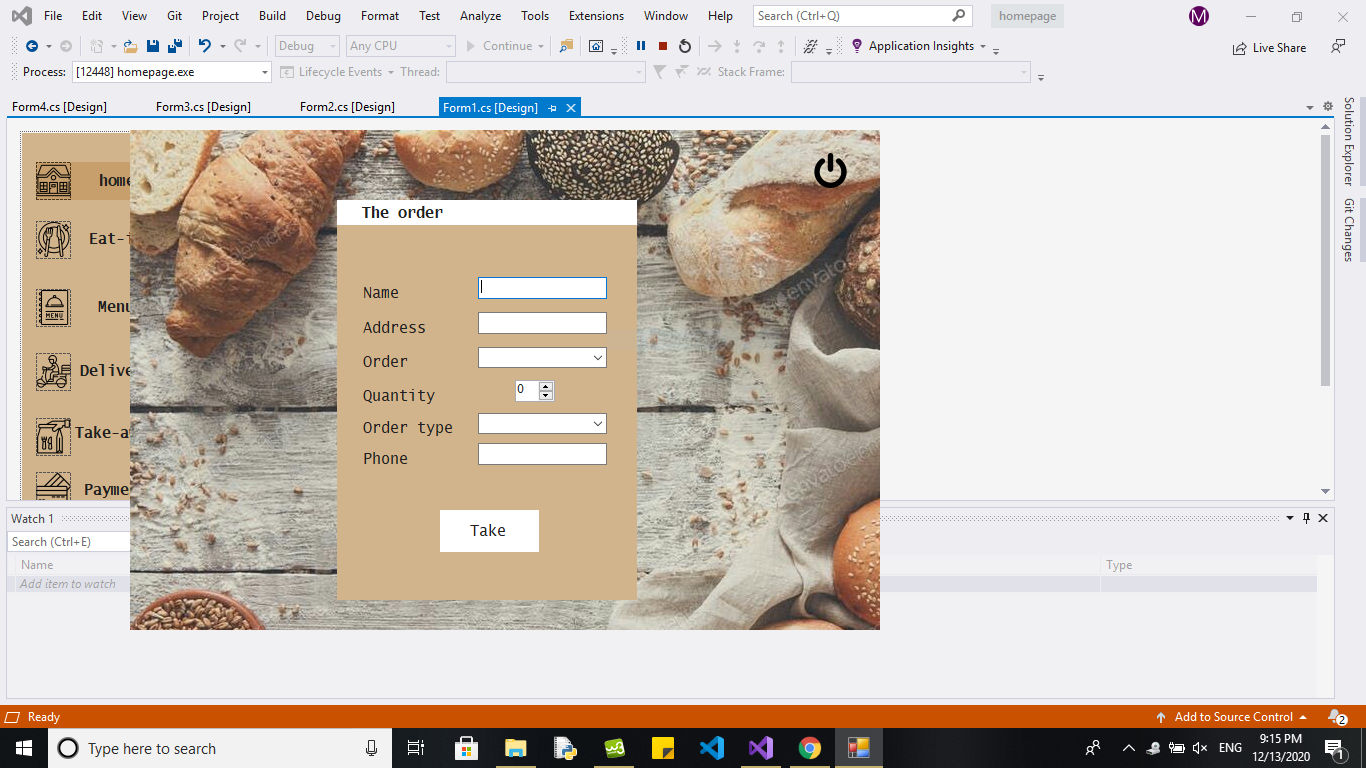 File Edit View Git Project Build Debug Format Test Analyze Tools Extensions Window Help Search (Ctrl+Q) homepage M
Debug Any CPU Continue Application Insights Live Share
Process: [12448] homepage.exe Lifecycle Events Thread: Stack Frame:
Form4.cs [Design] Form3.cs [Design] Form2.cs [Design] Form1.cs [Design]
Solution Explorer
Git Changes
home
Eat-i
MENU
Menu
Delive
Take-a
Payme
The order
Name
Address
Order
Quantity 0
Order type
Phone
Take
Watch 1
Search (Ctrl+E)
Name Type
Add item to watch
Ready Add to Source Control 2
Type here to search ENG 9:15 PM
12/13/2020 1